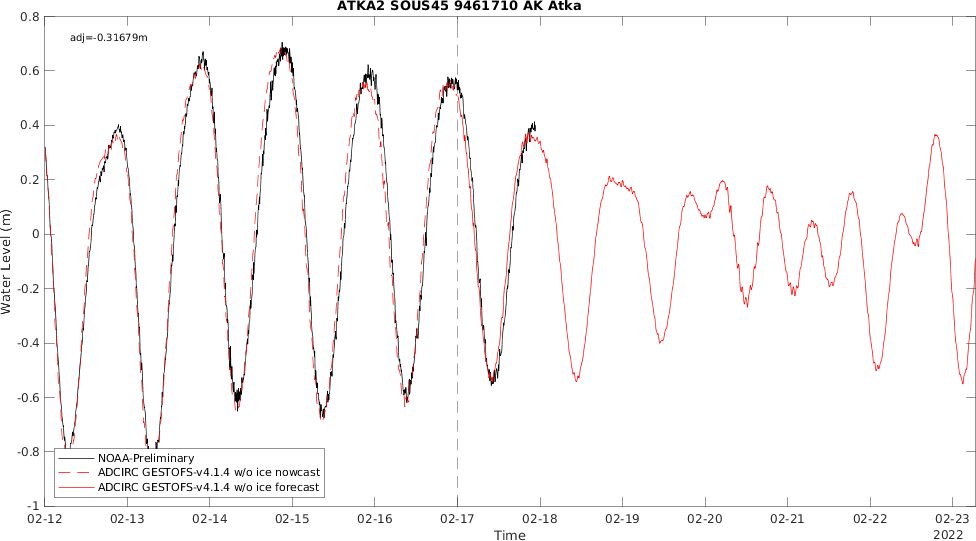 ATKA2 SOUS45 9461710 AK Atka
adj=-0.31679m
Water Level (m)
0.8
0.6
0.4
0.2
0
-0.2
-0.4
-0.6
-0.8
-1
NOAA-Preliminary
ADCIRC GESTOFS-v4.1.4 w/o ice nowcast
ADCIRC GESTOFS-v4.1.4 w/o ice forecast
02-12 02-13 02-14 02-15 02-16 02-17 02-18 02-19 02-20 02-21 02-22 02-23
Time
2022